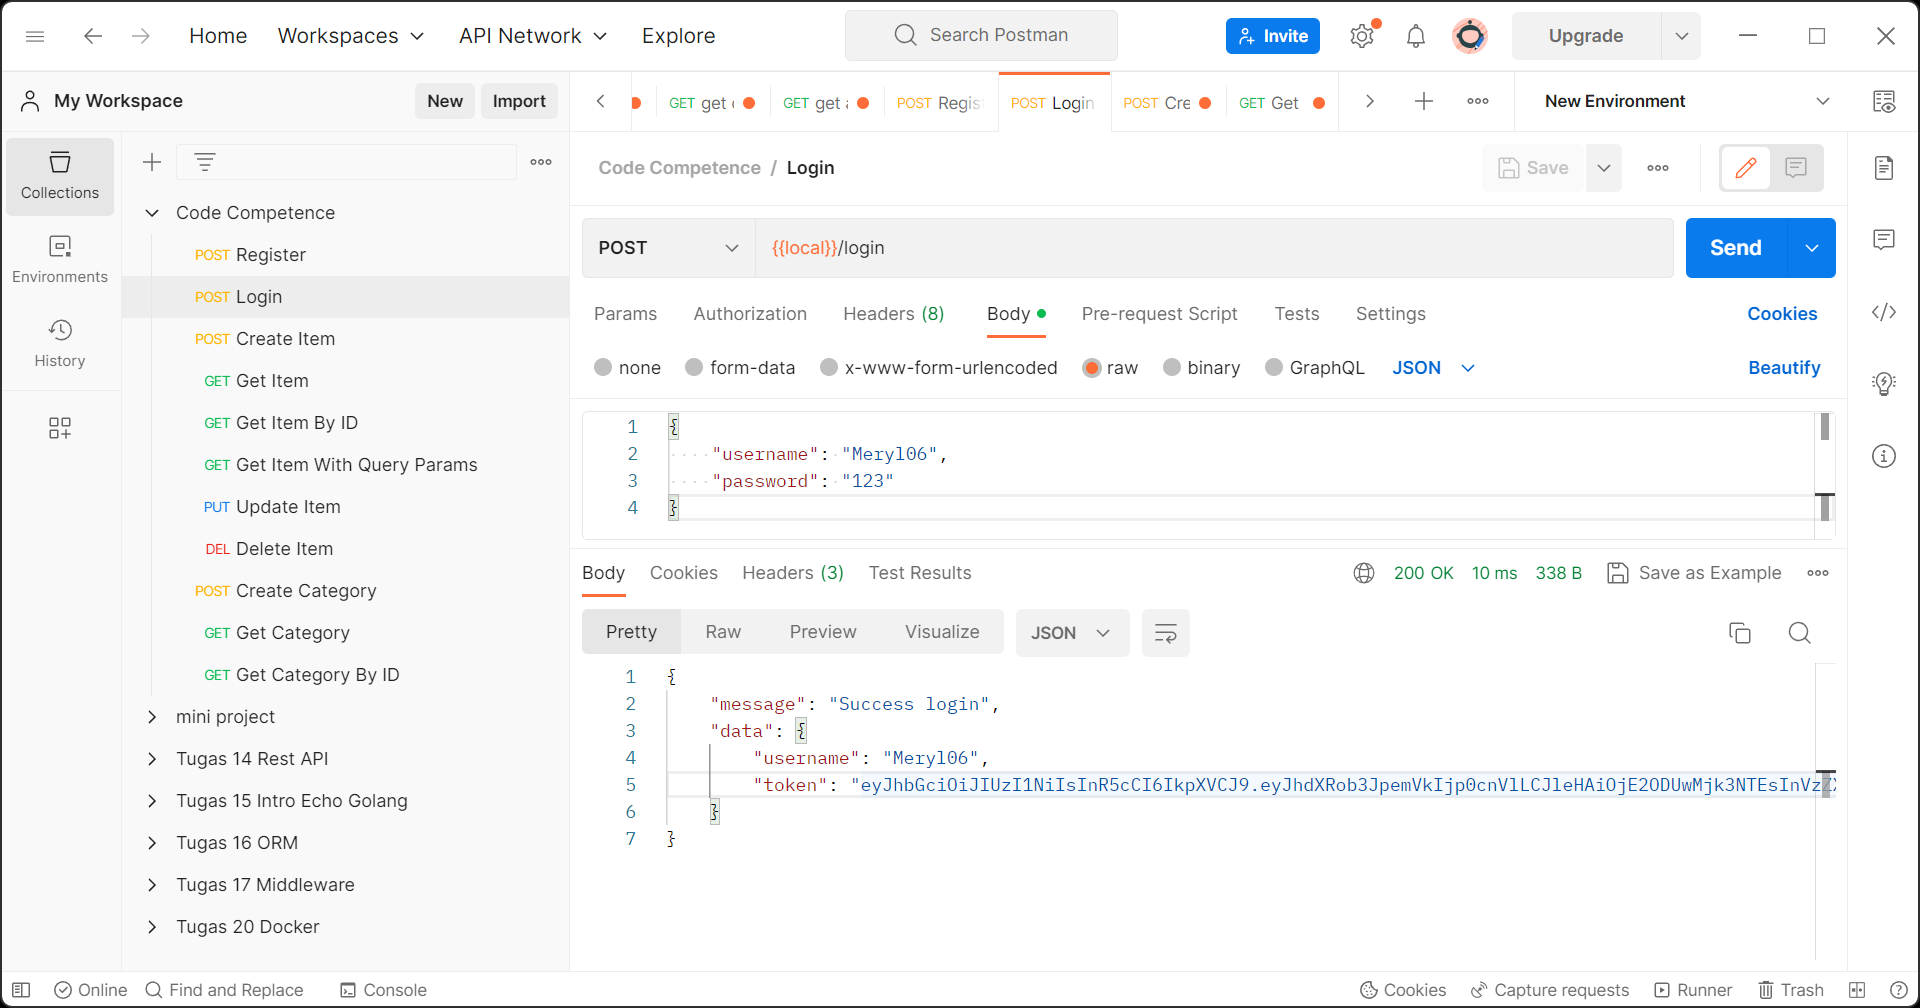 Home Workspaces API Network Explore Search Postman Invite Upgrade
My Workspace New Import
GET get GET get POST Regis POST Login POST Cre GET Get New Environment
Collections
Environments
History
Code Competence
POST Register
POST Login
POST Create Item
GET Get Item
GET Get Item By ID
GET Get Item With Query Params
PUT Update Item
DEL Delete Item
POST Create Category
GET Get Category
GET Get Category By ID
mini project
Tugas 14 Rest API
Tugas 15 Intro Echo Golang
Tugas 16 ORM
Tugas 17 Middleware
Tugas 20 Docker
Code Competence / Login Save
POST {{local}}/login Send
Params Authorization Headers (8) Body Pre-request Script Tests Settings Cookies
none form-data x-www-form-urlencoded raw binary GraphQL JSON Beautify
1 {
2 "username": "Meryl06",
3 "password": "123"
4 }
Body Cookies Headers (3) Test Results 200 OK 10 ms 338 B Save as Example
Pretty Raw Preview Visualize JSON
1 {
2 "message": "Success login",
3 "data": {
4 "username": "Meryl06",
5 "token": "eyJhbGciOiJIUzI1NiIsInR5cCI6IkpXVCJ9.eyJhdXRob3JpemVkIjp0cnVlLCJleHAiOjE2ODUwMjk3NTEsInVz
6 }
7 }
Online Find and Replace Console Cookies Capture requests Runner Trash